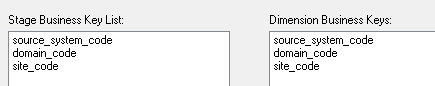 Stage Business Key List:
source_system_code
domain_code
site_code
Dimension Business Keys:
source_system_code
domain_code
site_code